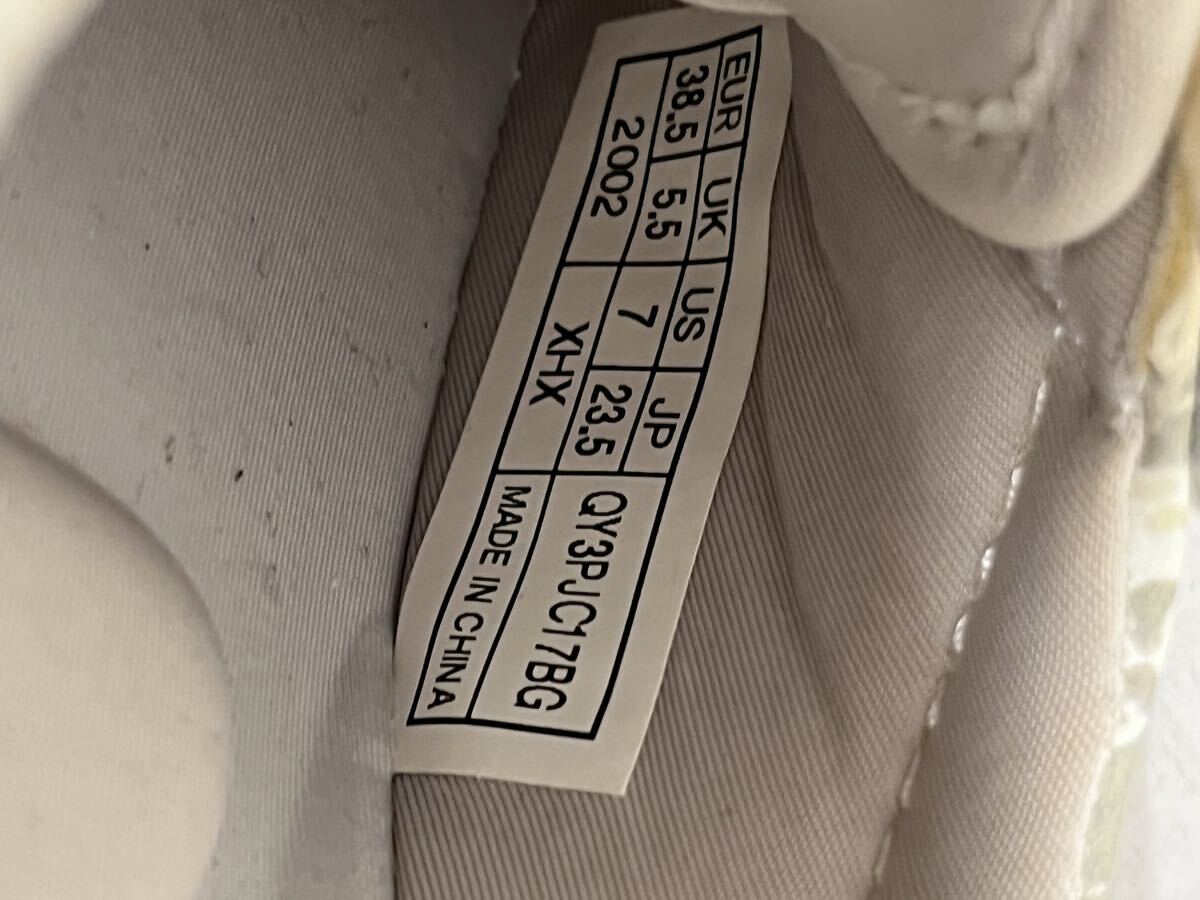 EUR UK US JP QY3PJC17BG
38.5 5.5 7 23.5
2002 XHX MADE IN CHINA